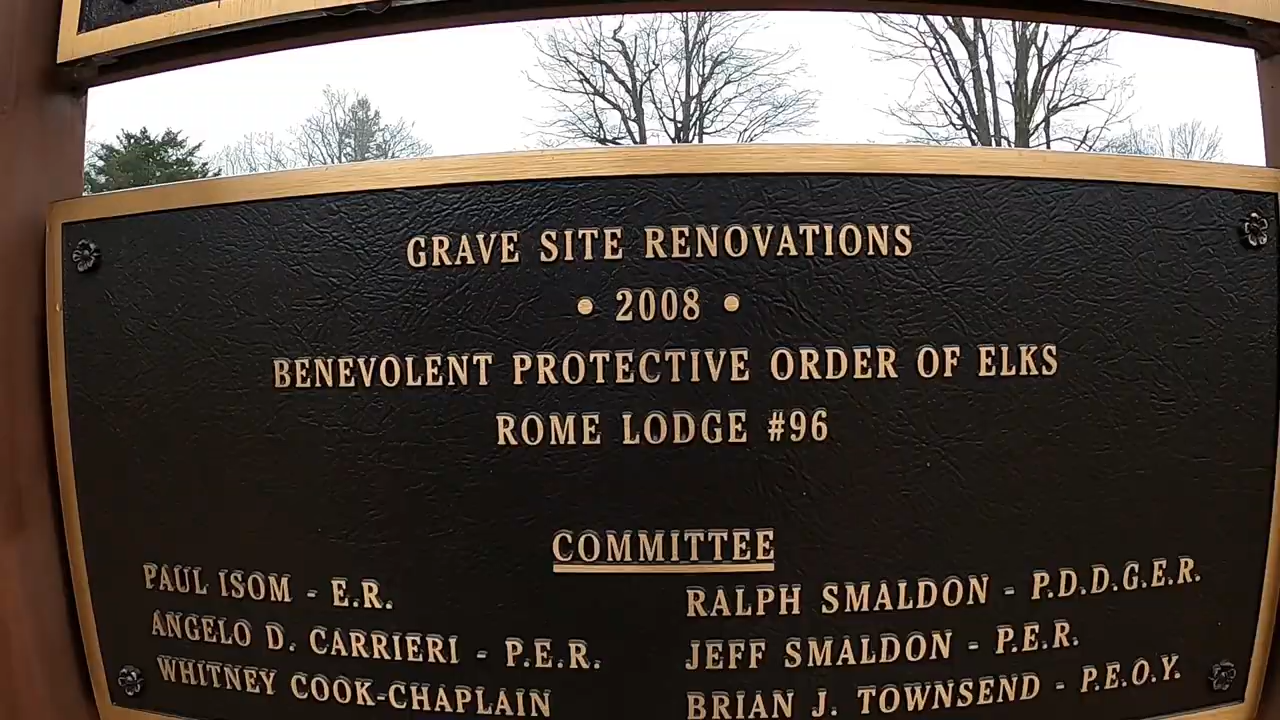 GRAVE SITE RENOVATIONS
• 2008 •
BENEVOLENT PROTECTIVE ORDER OF ELKS
ROME LODGE #96
COMMITTEE
PAUL ISOM - E.R.
ANGELO D. CARRIERI - P.E.R.
WHITNEY COOK-CHAPLAIN
RALPH SMALDON - P.D.D.G.E.R.
JEFF SMALDON - P.E.R.
BRIAN J. TOWNSEND - P.E.O.Y.